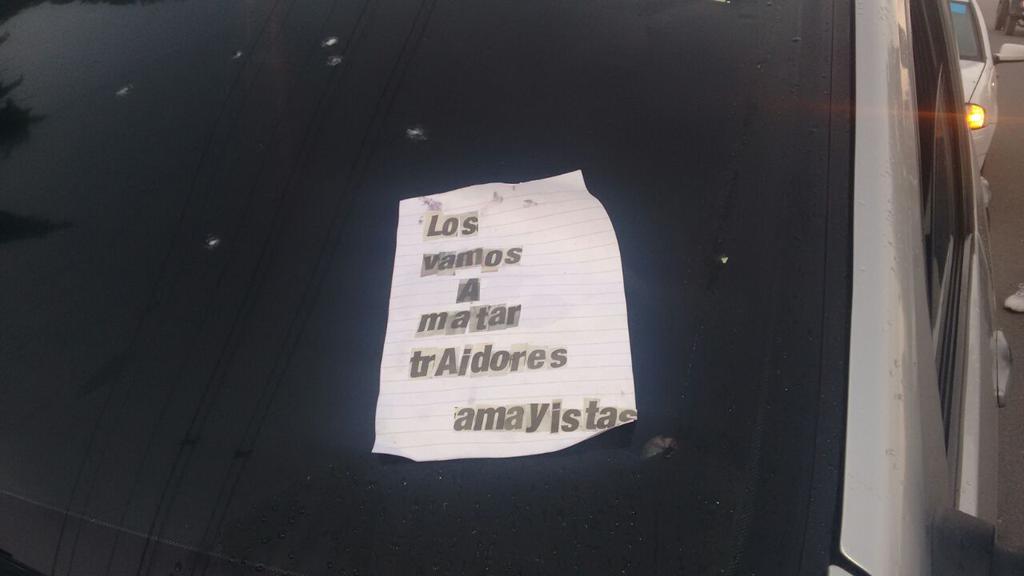 Los
vamos
A
matar
trAidores
amayistas